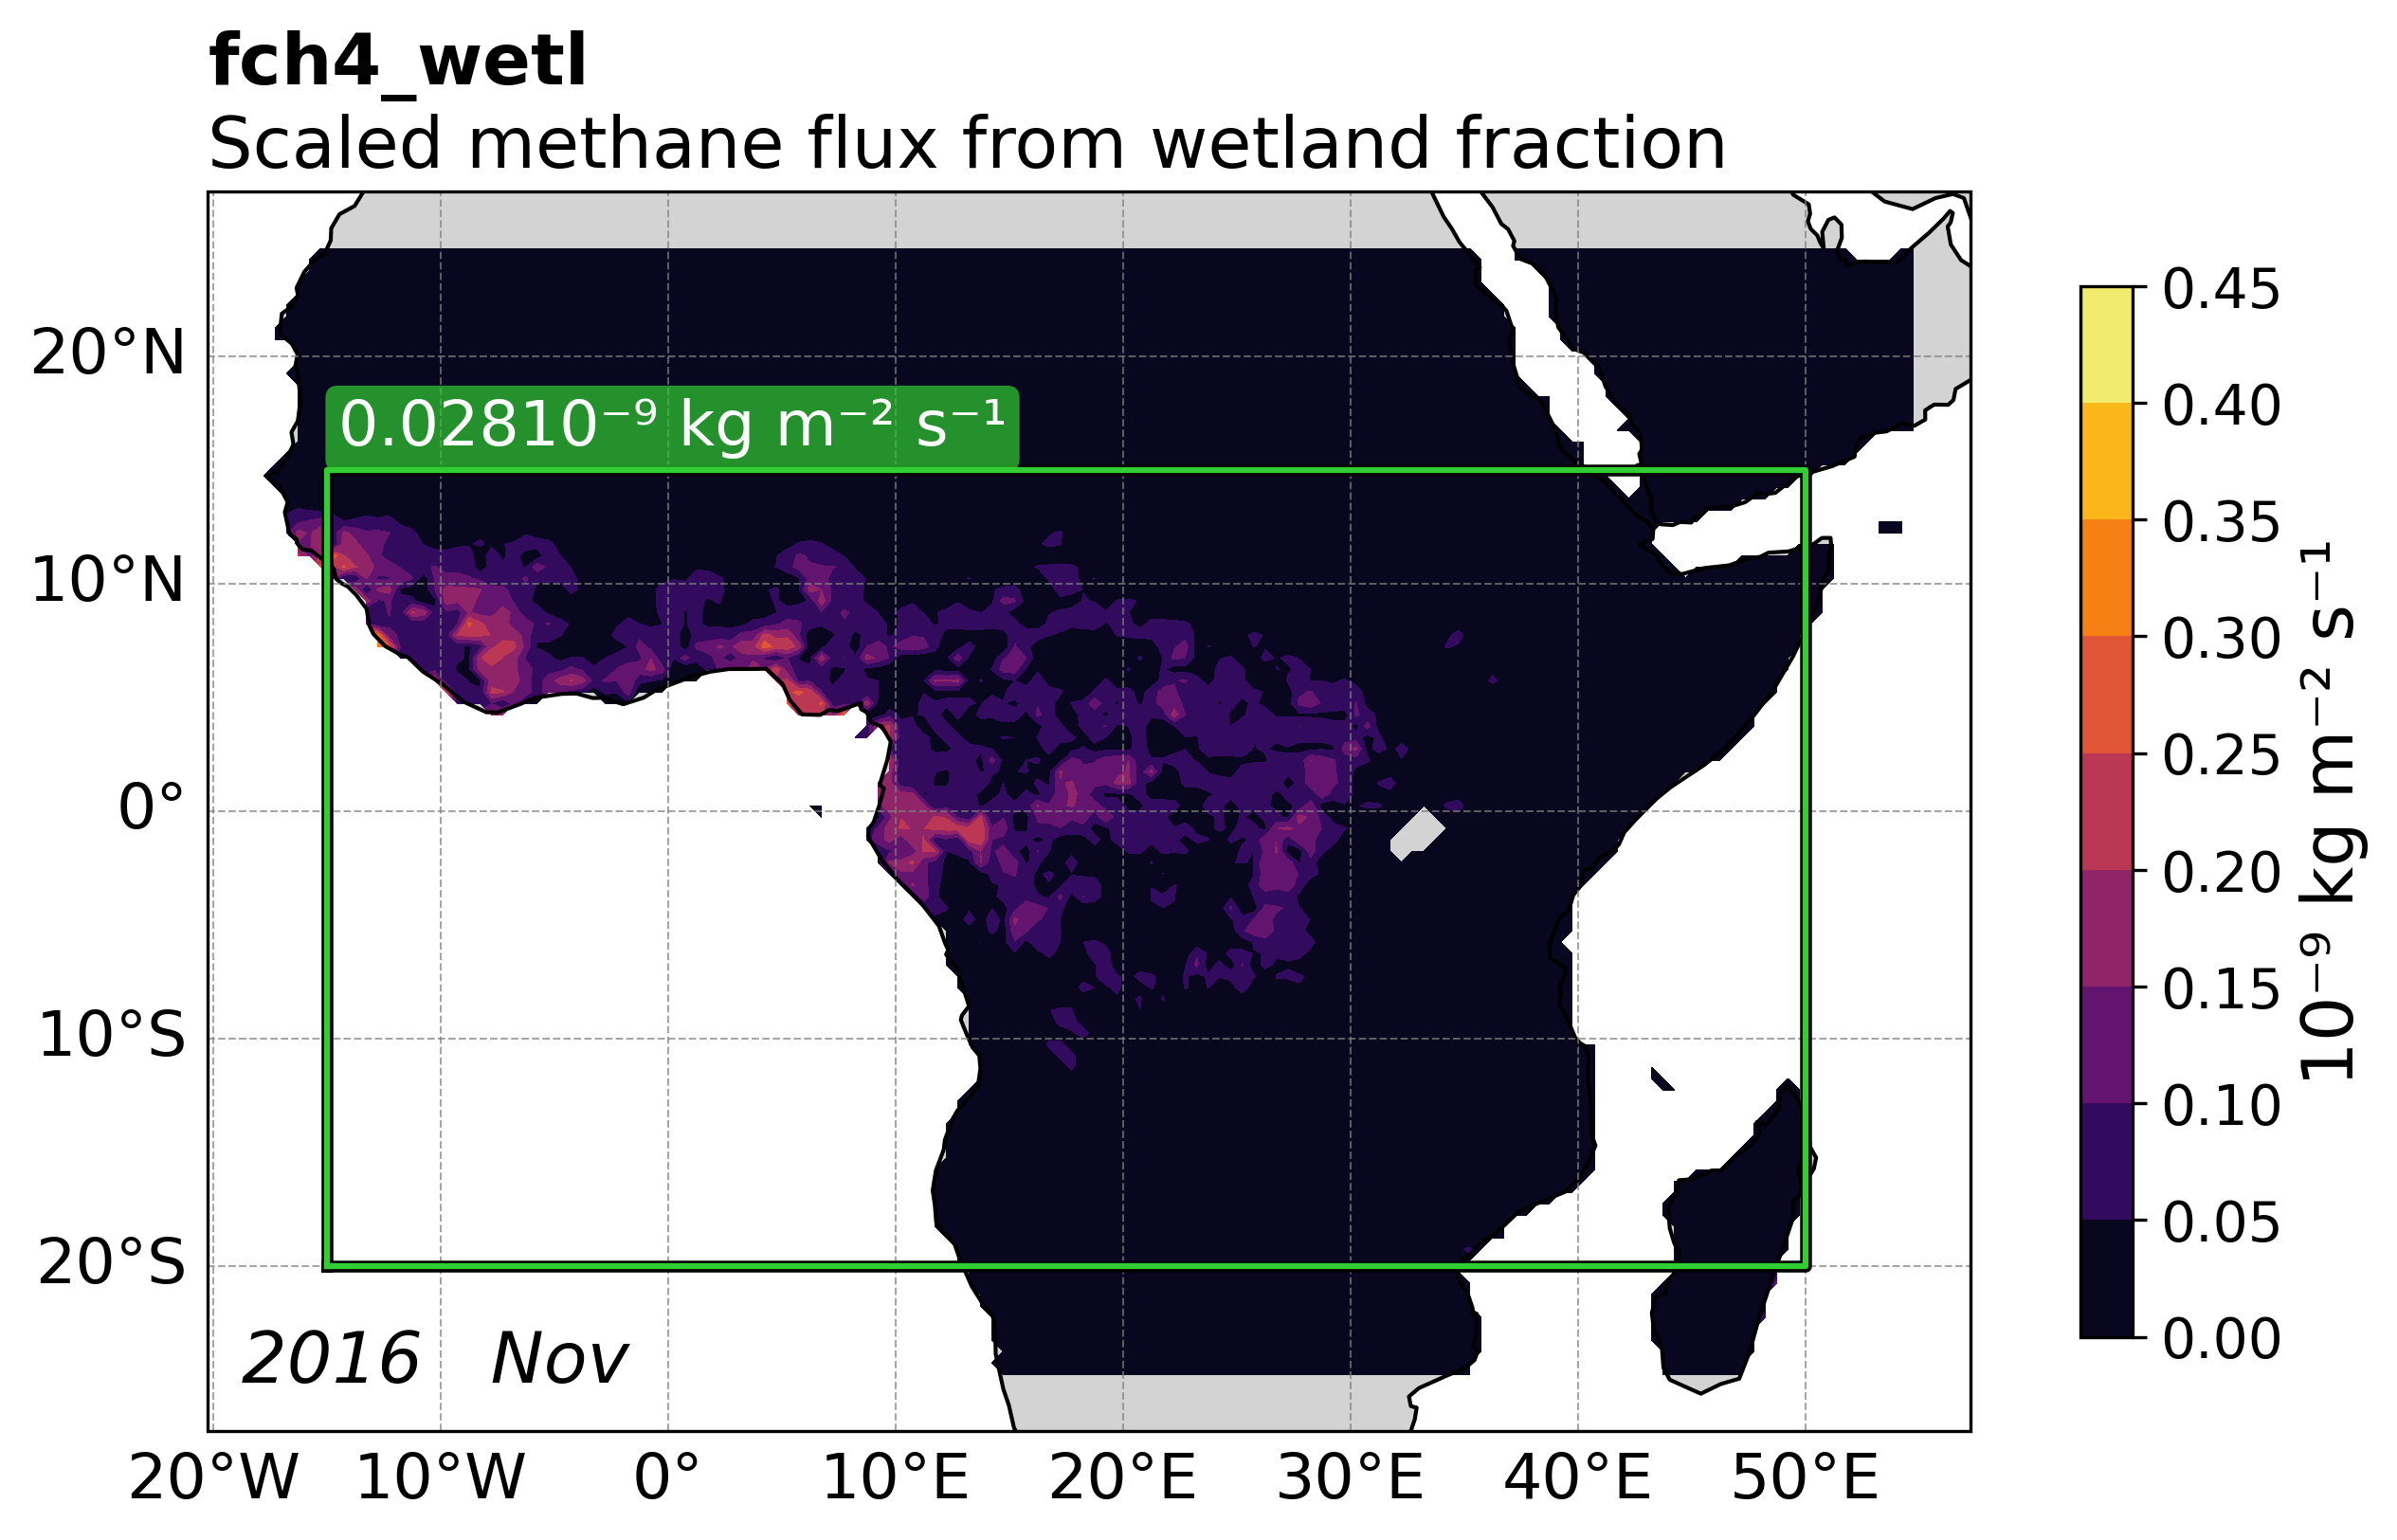 fch4_wetl
Scaled methane flux from wetland fraction
20°N
10°N
0°
10°S
20°S
0.02810⁻⁹ kg m⁻² s⁻¹
2016 Nov
20°W 10°W 0° 10°E 20°E 30°E 40°E 50°E
0.45
0.40
0.35
0.30
0.25
0.20
0.15
0.10
0.05
0.00
10⁻⁹ kg m⁻² s⁻¹